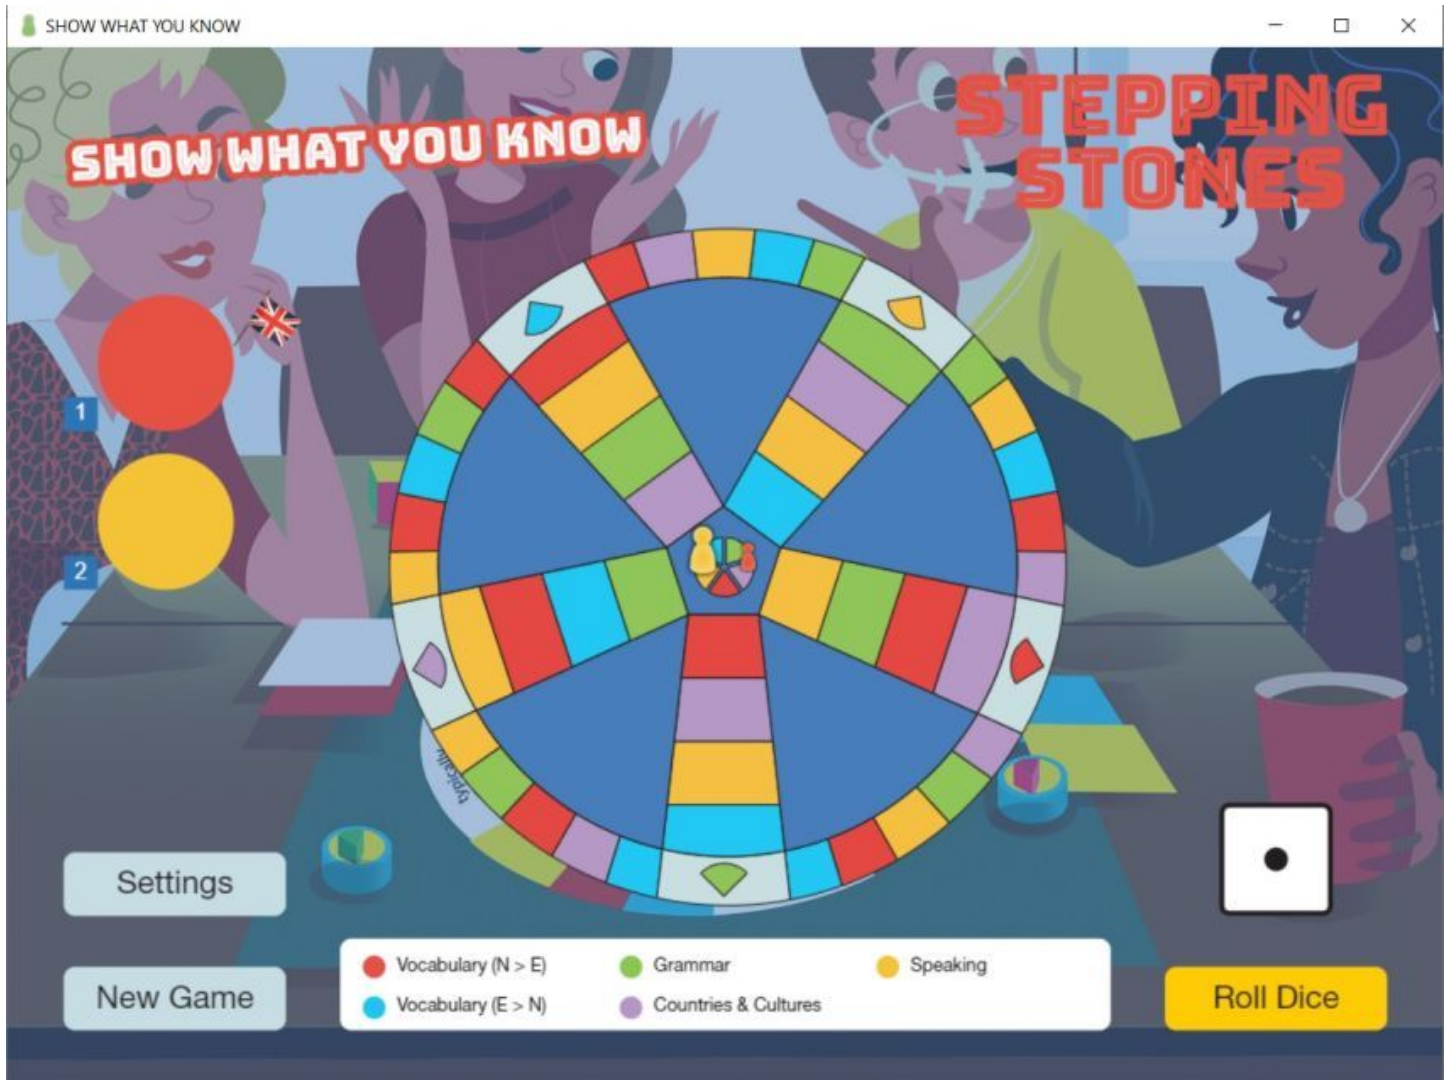 SHOW WHAT YOU KNOW
SHOW WHAT YOU KNOW
STEPPING
STONES
1
2
typically
Settings
New Game
Vocabulary (N > E)
Grammar
Speaking
Vocabulary (E > N)
Countries & Cultures
Roll Dice